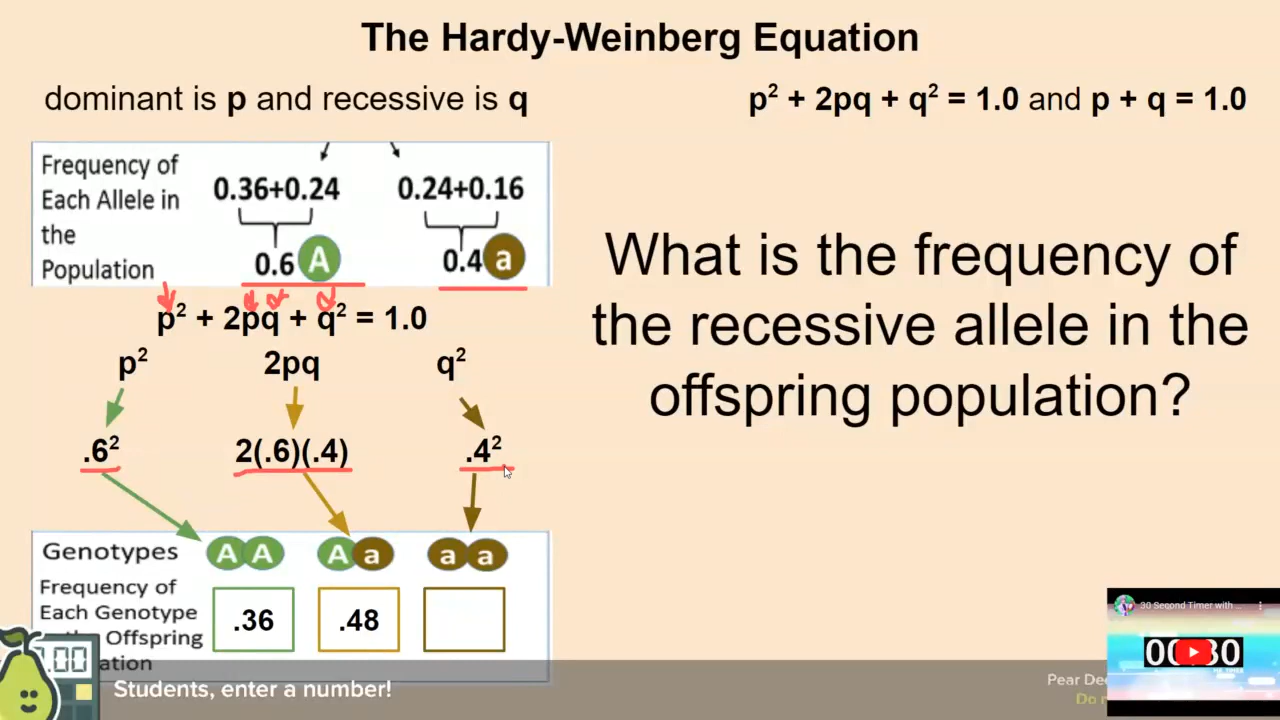 The Hardy-Weinberg Equation
dominant is p and recessive is q
p² + 2pq + q² = 1.0 and p + q = 1.0
Frequency of
Each Allele in
the
Population
0.36+0.24
0.24+0.16
0.6 A
0.4 a
p² + 2pq + q² = 1.0
p²
2pq
q²
.6²
2(.6)(.4)
.4²
What is the frequency of
the recessive allele in the
offspring population?
Genotypes
A A
A a
a a
Frequency of
Each Genotype
Offspring
.36
.48
Students, enter a number!
Pear
30 Second Timer with ...